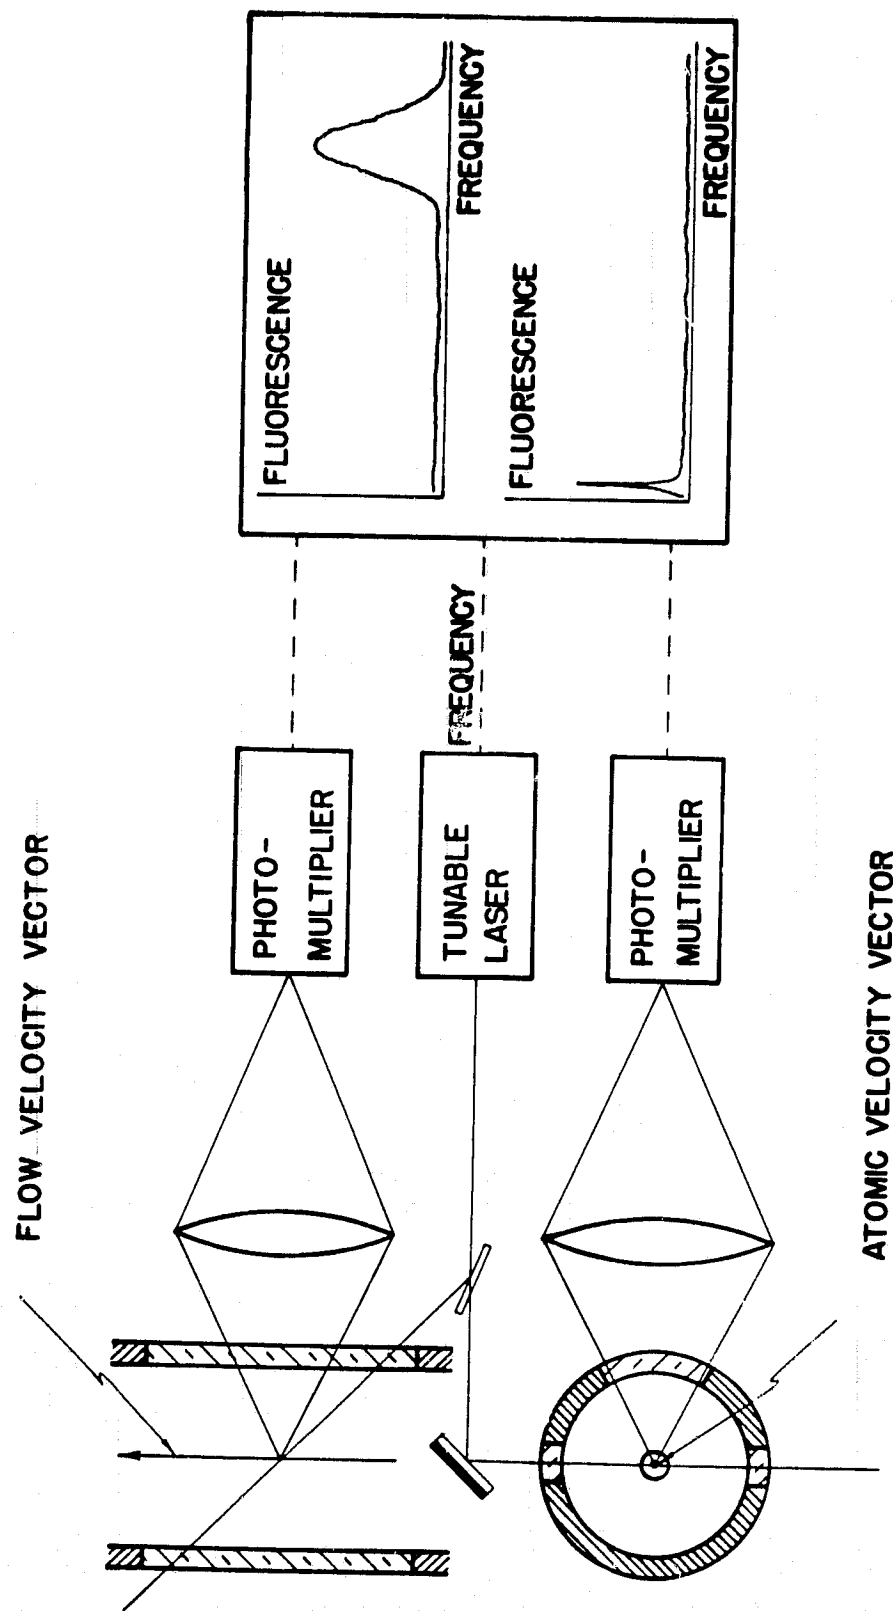 FLOW VELOCITY VECTOR
PHOTO-
MULTIPLIER
TUNABLE
LASER
PHOTO-
MULTIPLIER
ATOMIC VELOCITY VECTOR
FREQUENCY
FLUORESCENCE
FREQUENCY
FLUORESCENCE
FREQUENCY